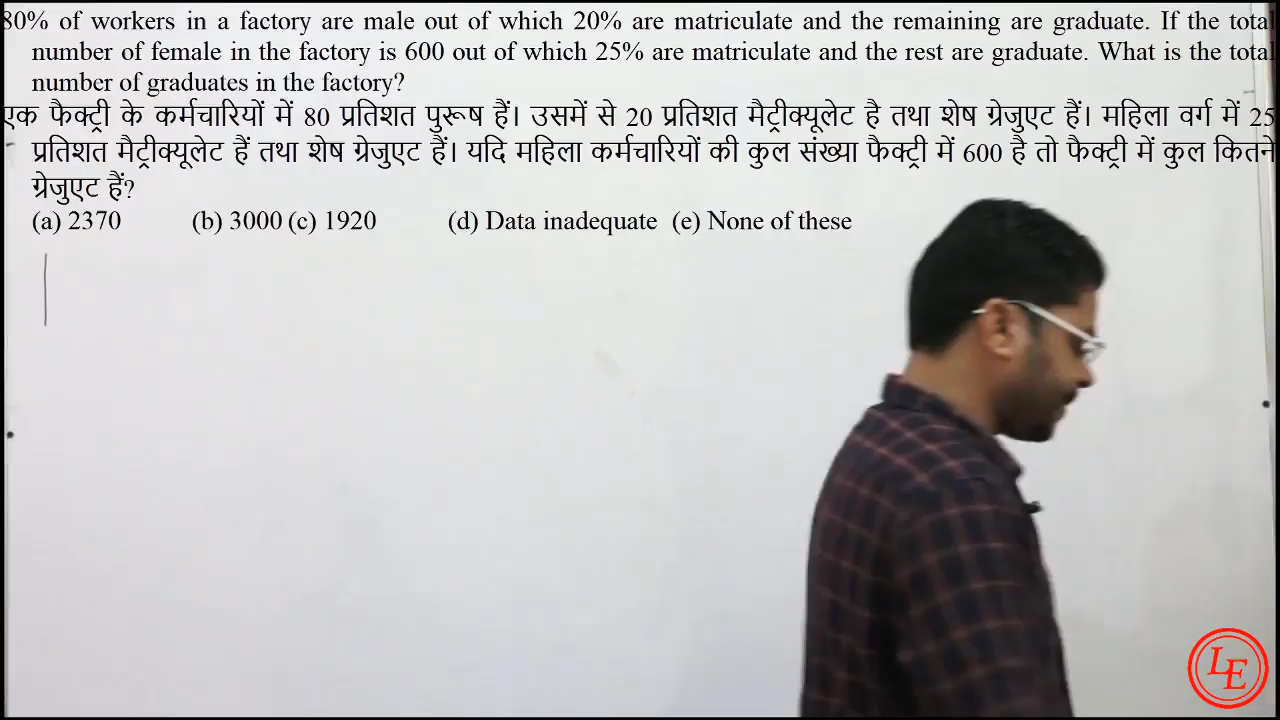 80% of workers in a factory are male out of which 20% are matriculate and the remaining are graduate. If the total
number of female in the factory is 600 out of which 25% are matriculate and the rest are graduate. What is the total
number of graduates in the factory?
एक फैक्ट्री के कर्मचारियों में 80 प्रतिशत पुरूष हैं। उसमें से 20 प्रतिशत मैट्रीक्यूलेट है तथा शेष ग्रेजुएट हैं। महिला वर्ग में 25
प्रतिशत मैट्रीक्यूलेट हैं तथा शेष ग्रेजुएट हैं। यदि महिला कर्मचारियों की कुल संख्या फैक्ट्री में 600 है तो फैक्ट्री में कुल कितने
ग्रेजुएट हैं?
(a) 2370 (b) 3000 (c) 1920 (d) Data inadequate (e) None of these
LE